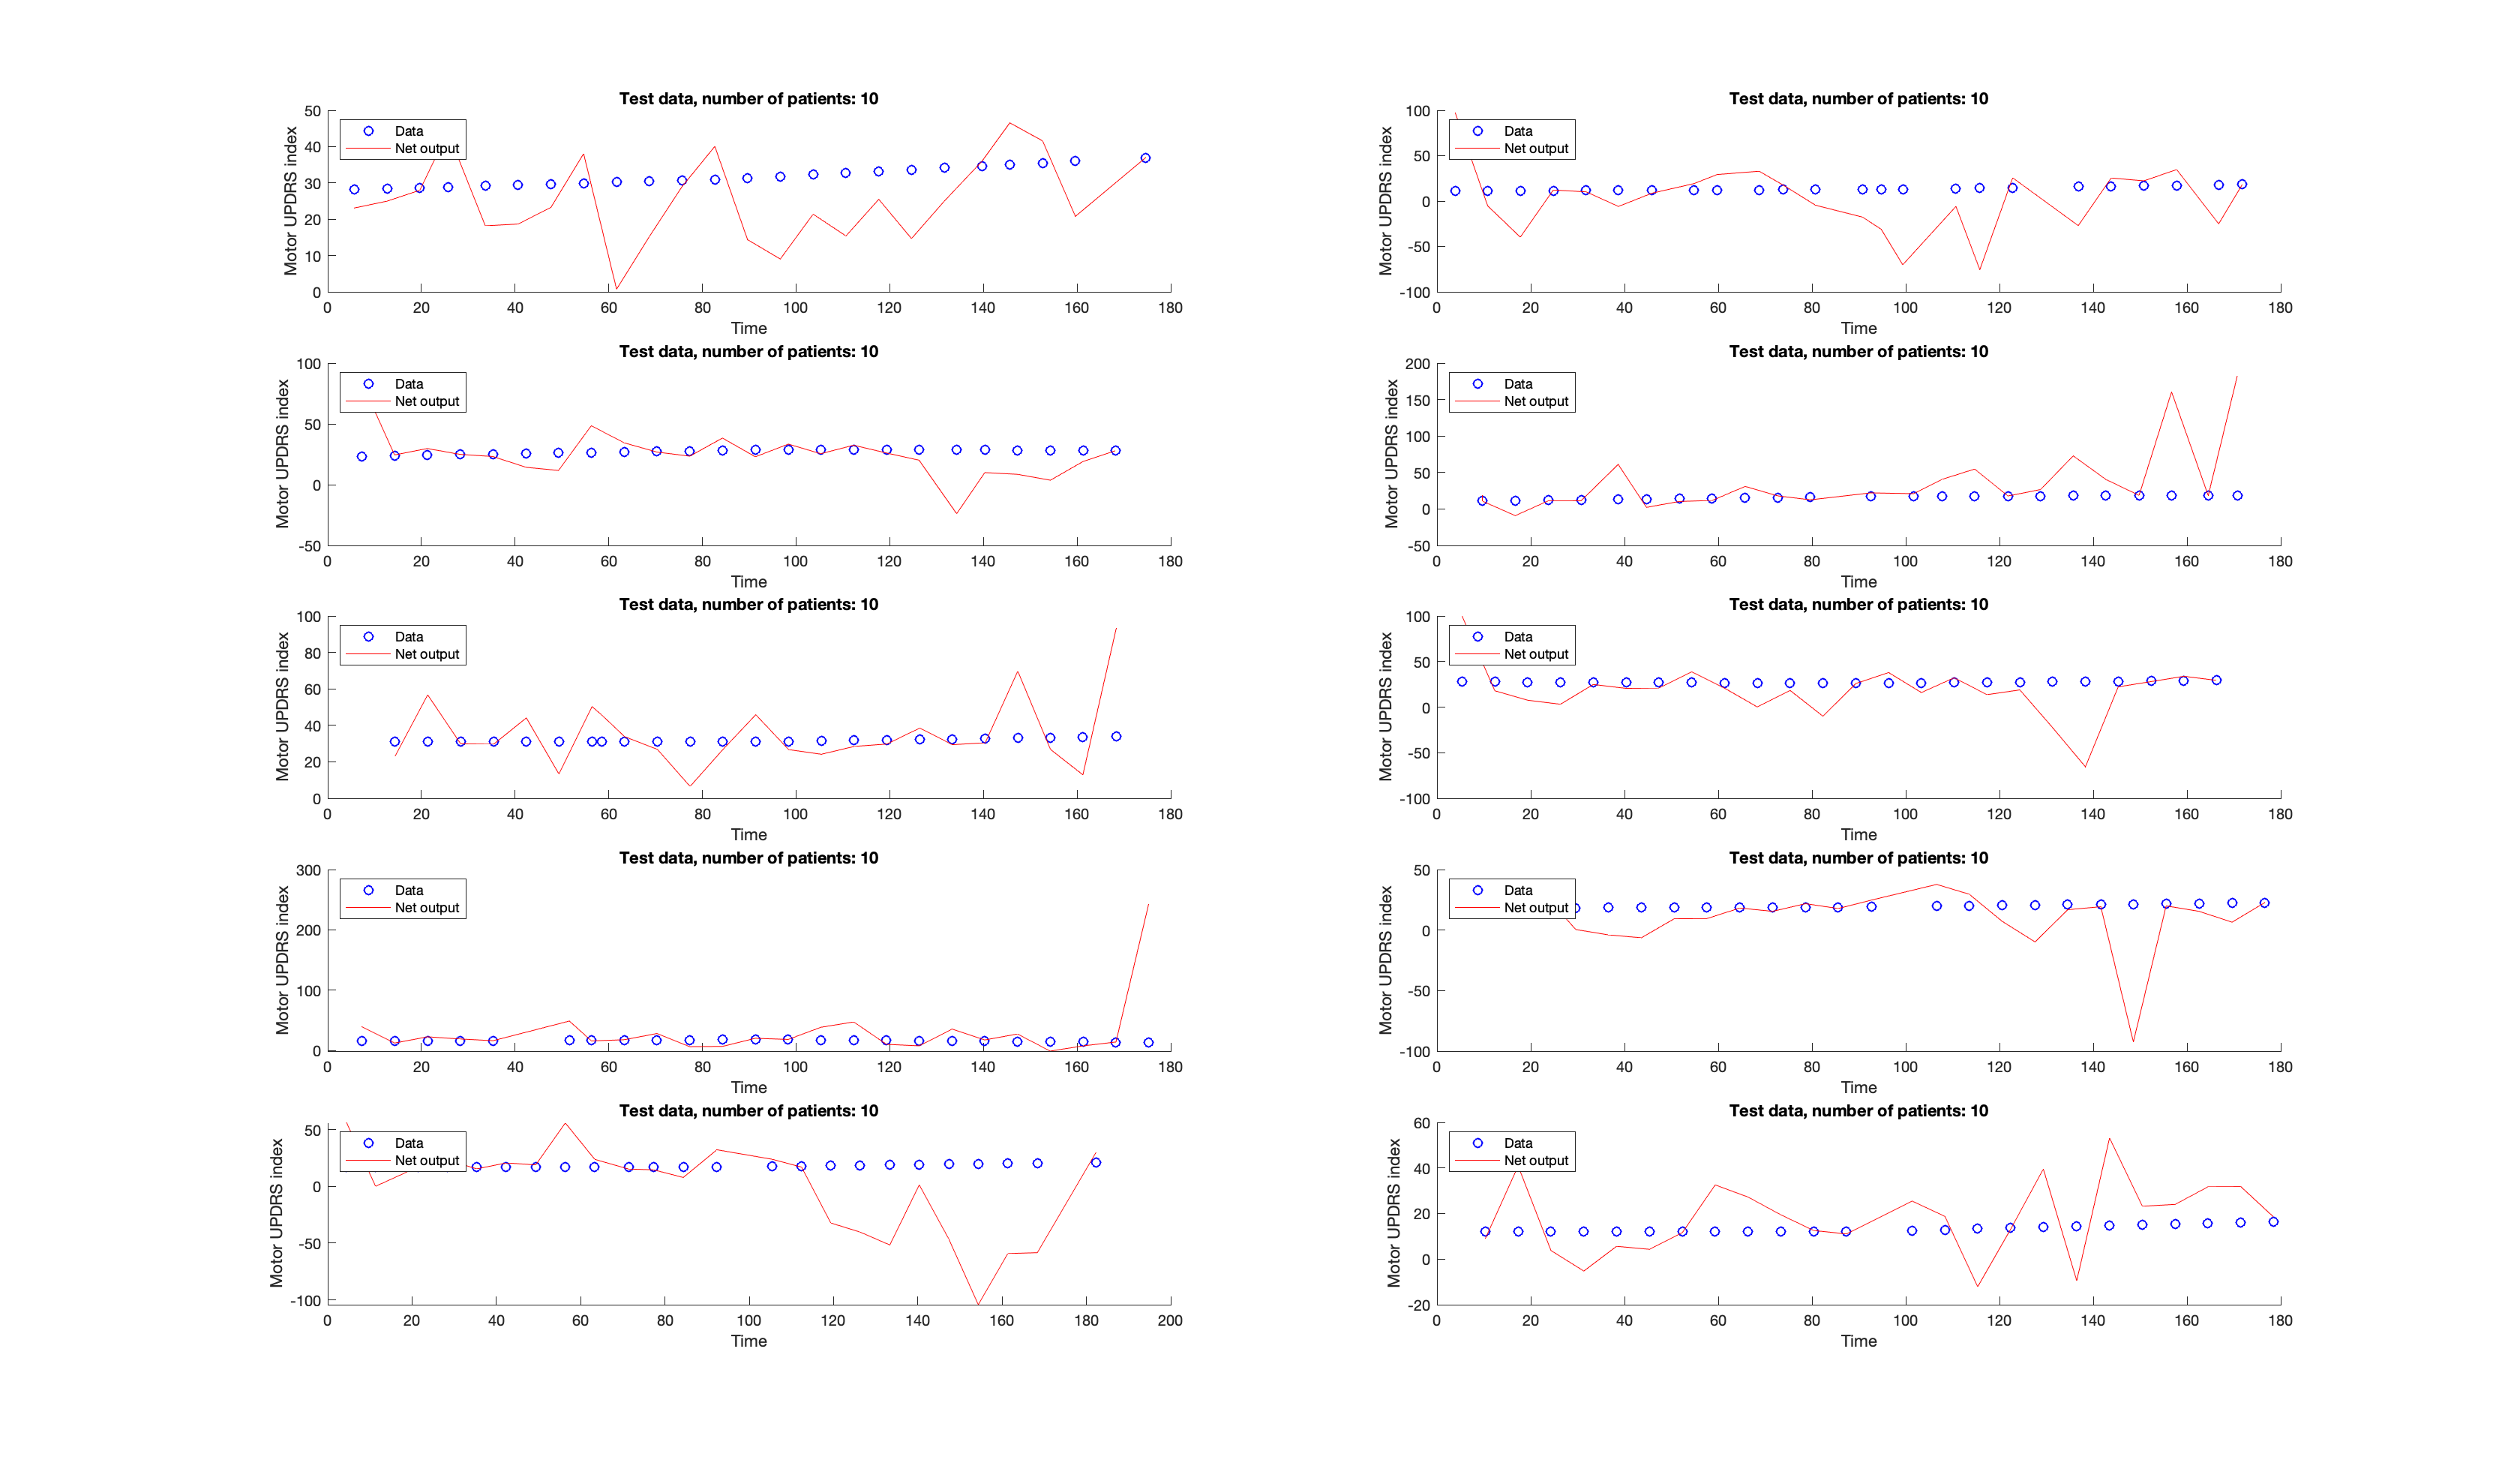 Test data, number of patients: 10
Motor UPDRS index
50
40
30
20
10
0
Data
Net output
0 20 40 60 80 100 120 140 160 180
Time
Test data, number of patients: 10
Motor UPDRS index
100
50
0
-50
-100
Data
Net output
0 20 40 60 80 100 120 140 160 180
Time
Test data, number of patients: 10
Motor UPDRS index
100
50
0
-50
Data
Net output
0 20 40 60 80 100 120 140 160 180
Time
Test data, number of patients: 10
Motor UPDRS index
200
150
100
50
0
-50
Data
Net output
0 20 40 60 80 100 120 140 160 180
Time
Test data, number of patients: 10
Motor UPDRS index
100
80
60
40
20
0
Data
Net output
0 20 40 60 80 100 120 140 160 180
Time
Test data, number of patients: 10
Motor UPDRS index
100
50
0
-50
-100
Data
Net output
0 20 40 60 80 100 120 140 160 180
Time
Test data, number of patients: 10
Motor UPDRS index
300
200
100
0
Data
Net output
0 20 40 60 80 100 120 140 160 180
Time
Test data, number of patients: 10
Motor UPDRS index
50
0
-50
-100
Data
Net output
0 20 40 60 80 100 120 140 160 180
Time
Test data, number of patients: 10
Motor UPDRS index
50
0
-50
-100
Data
Net output
0 20 40 60 80 100 120 140 160 180 200
Time
Test data, number of patients: 10
Motor UPDRS index
60
40
20
0
-20
Data
Net output
0 20 40 60 80 100 120 140 160 180
Time